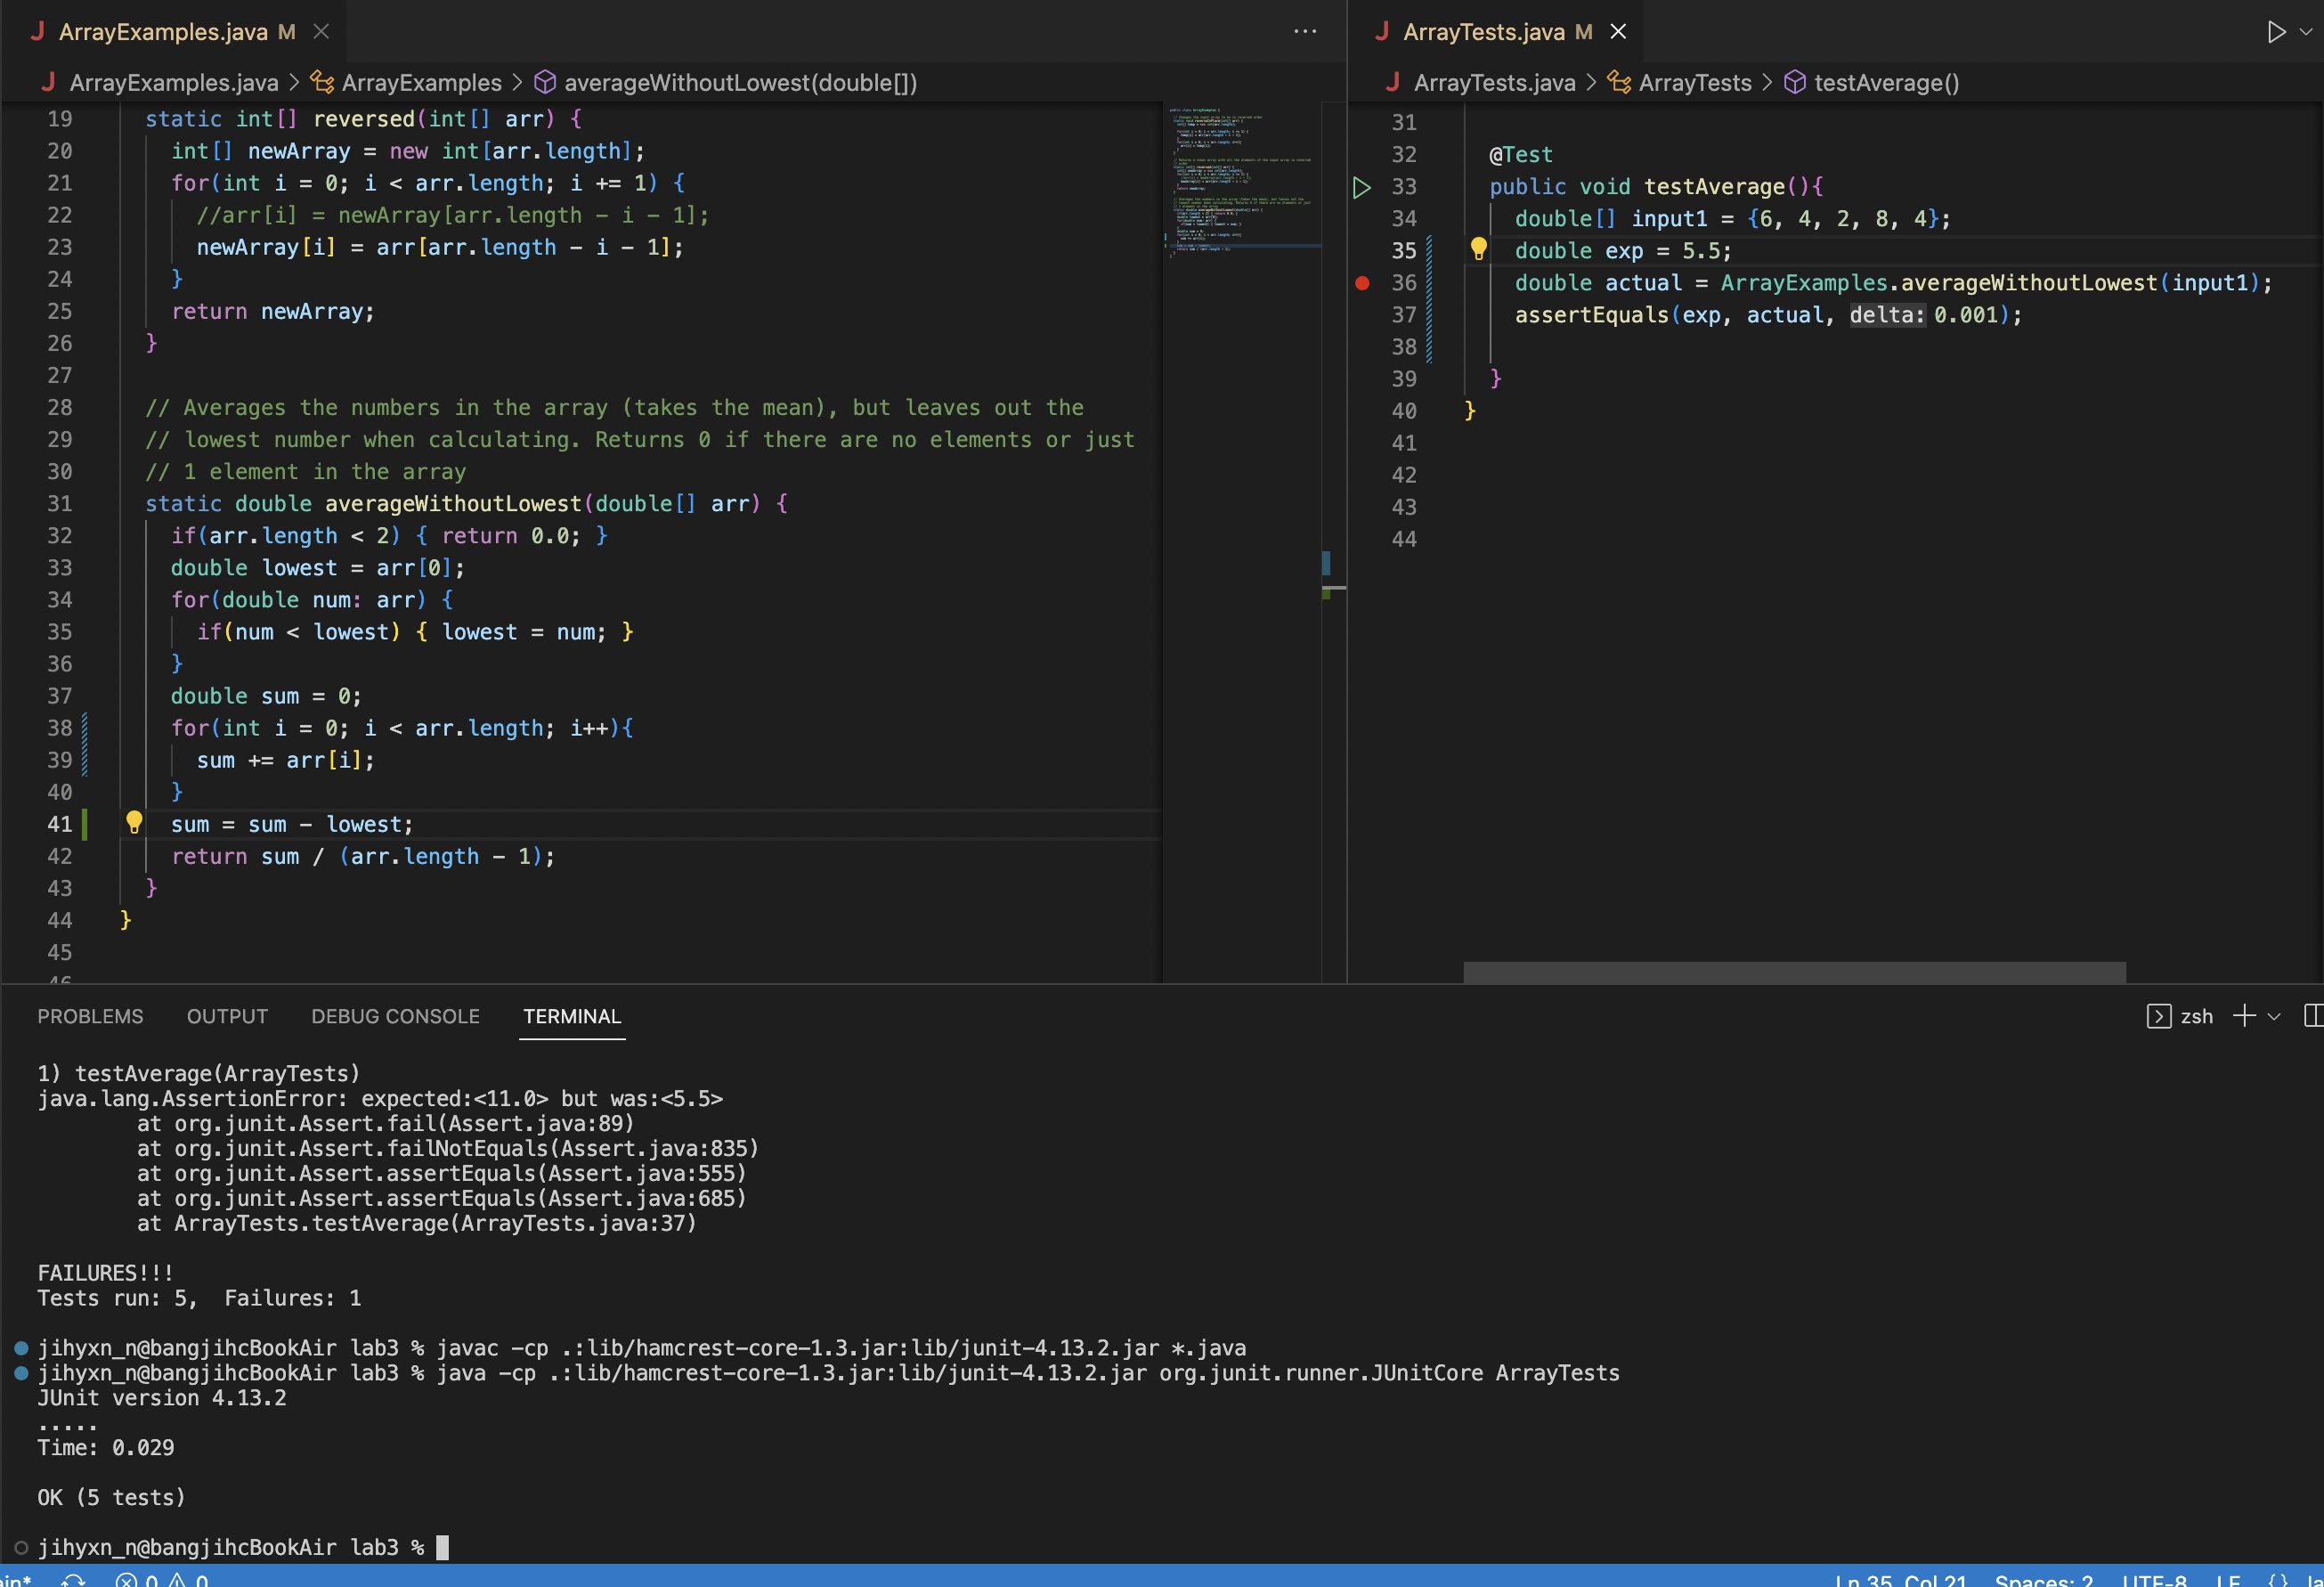 ArrayExamples.java M
ArrayExamples.java > ArrayExamples > averageWithoutLowest(double[])
19 static int[] reversed(int[] arr) {
20 int[] newArray = new int[arr.length];
21 for(int i = 0; i < arr.length; i += 1) {
22 //arr[i] = newArray[arr.length - i - 1];
23 newArray[i] = arr[arr.length - i - 1];
24 }
25 return newArray;
26 }
27
28 // Averages the numbers in the array (takes the mean), but leaves out the
29 // lowest number when calculating. Returns 0 if there are no elements or just
30 // 1 element in the array
31 static double averageWithoutLowest(double[] arr) {
32 if(arr.length < 2) { return 0.0; }
33 double lowest = arr[0];
34 for(double num: arr) {
35 if(num < lowest) { lowest = num; }
36 }
37 double sum = 0;
38 for(int i = 0; i < arr.length; i++){
39 sum += arr[i];
40 }
41 sum = sum - lowest;
42 return sum / (arr.length - 1);
43 }
44 }
45
46
ArrayTests.java M
ArrayTests.java > ArrayTests > testAverage()
31
32 @Test
33 public void testAverage(){
34 double[] input1 = {6, 4, 2, 8, 4};
35 double exp = 5.5;
36 double actual = ArrayExamples.averageWithoutLowest(input1);
37 assertEquals(exp, actual, delta: 0.001);
38
39 }
40 }
41
42
43
44
PROBLEMS OUTPUT DEBUG CONSOLE TERMINAL zsh
1) testAverage(ArrayTests)
java.lang.AssertionError: expected:<11.0> but was:<5.5>
at org.junit.Assert.fail(Assert.java:89)
at org.junit.Assert.failNotEquals(Assert.java:835)
at org.junit.Assert.assertEquals(Assert.java:555)
at org.junit.Assert.assertEquals(Assert.java:685)
at ArrayTests.testAverage(ArrayTests.java:37)
FAILURES!!!
Tests run: 5,  Failures: 1
jihyxn_n@bangjihcBookAir lab3 % javac -cp .:lib/hamcrest-core-1.3.jar:lib/junit-4.13.2.jar *.java
jihyxn_n@bangjihcBookAir lab3 % java -cp .:lib/hamcrest-core-1.3.jar:lib/junit-4.13.2.jar org.junit.runner.JUnitCore ArrayTests
JUnit version 4.13.2
.....
Time: 0.029
OK (5 tests)
jihyxn_n@bangjihcBookAir lab3 %
0 0 Ln 35, Col 21 Spaces: 2 UTF-8 LF {}